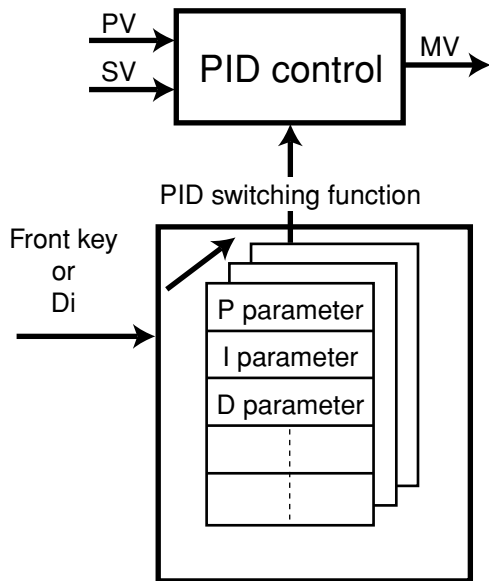 PV
SV
PID control
MV
PID switching function
Front key
or
Di
P parameter
I parameter
D parameter